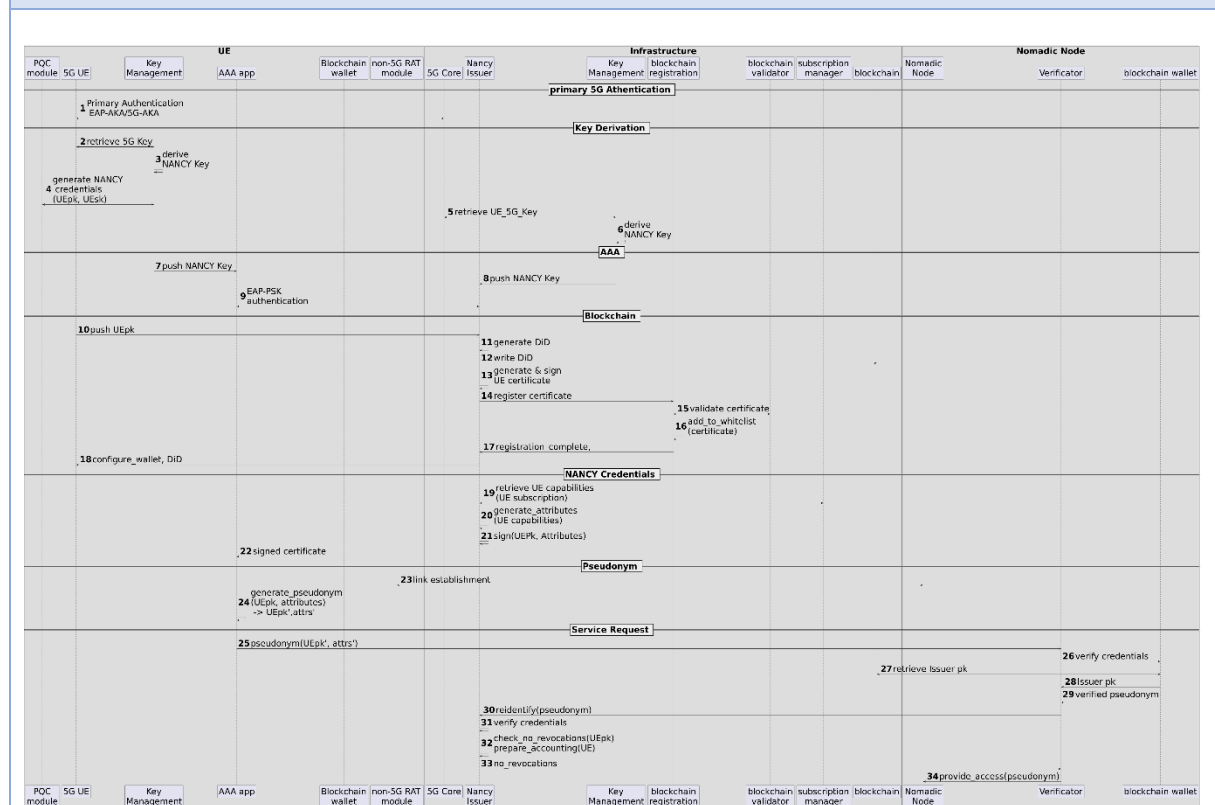 UE Infrastructure Nomadic Node
PQC module 5G UE Key Management AAA app Blockchain wallet non-5G RAT module 5G Core Nancy Issuer Key Management blockchain registration blockchain validator subscription manager blockchain Nomadic Node Verificator blockchain wallet
primary 5G Athentication
1 Primary Authentication
EAP-AKA/5G-AKA
Key Derivation
2 retrieve 5G Key
3 derive
NANCY Key
4 generate NANCY
credentials
(UEpk, UEsk)
5 retrieve UE_5G_Key
6 derive
NANCY Key
AAA
7 push NANCY Key
8 push NANCY Key
9 EAP-PSK
authentication
Blockchain
10 push UEpk
11 generate DiD
12 write DiD
13 generate & sign
UE certificate
14 register certificate
15 validate certificate
16 add_to_whitelist
(certificate)
17 registration complete,
18 configure_wallet, DiD
NANCY Credentials
19 retrieve UE capabilities
(UE subscription)
20 generate_attributes
(UE capabilities)
21 sign(UEPk, Attributes)
22 signed certificate
Pseudonym
23 link establishment
24 generate_pseudonym
(UEpk, attributes)
-> UEpk',attrs'
Service Request
25 pseudonym(UEpk', attrs')
26 verify credentials
27 retrieve Issuer pk
28 Issuer pk
29 verified pseudonym
30 reidentify(pseudonym)
31 verify credentials
32 check_no_revocations(UEpk)
prepare_accounting(UE)
33 no_revocations
34 provide_access(pseudonym)
PQC module 5G UE Key Management AAA app Blockchain wallet non-5G RAT module 5G Core Nancy Issuer Key Management blockchain registration blockchain validator subscription manager blockchain Nomadic Node Verificator blockchain wallet